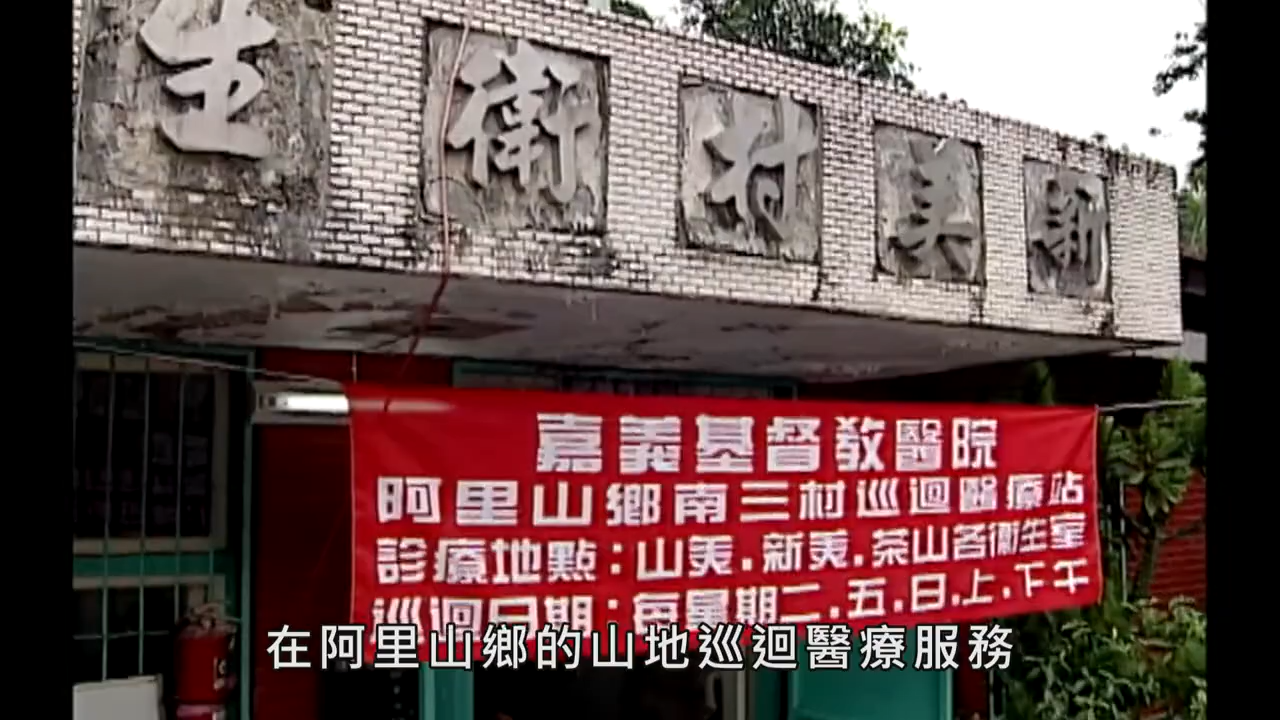 新美村衛生
嘉義基督教醫院
阿里山鄉南三村巡迴醫療站
診療地點：山美．新美．茶山各衛生室
巡迴日期：每星期二．五．日．上．下午
在阿里山鄉的山地巡迴醫療服務